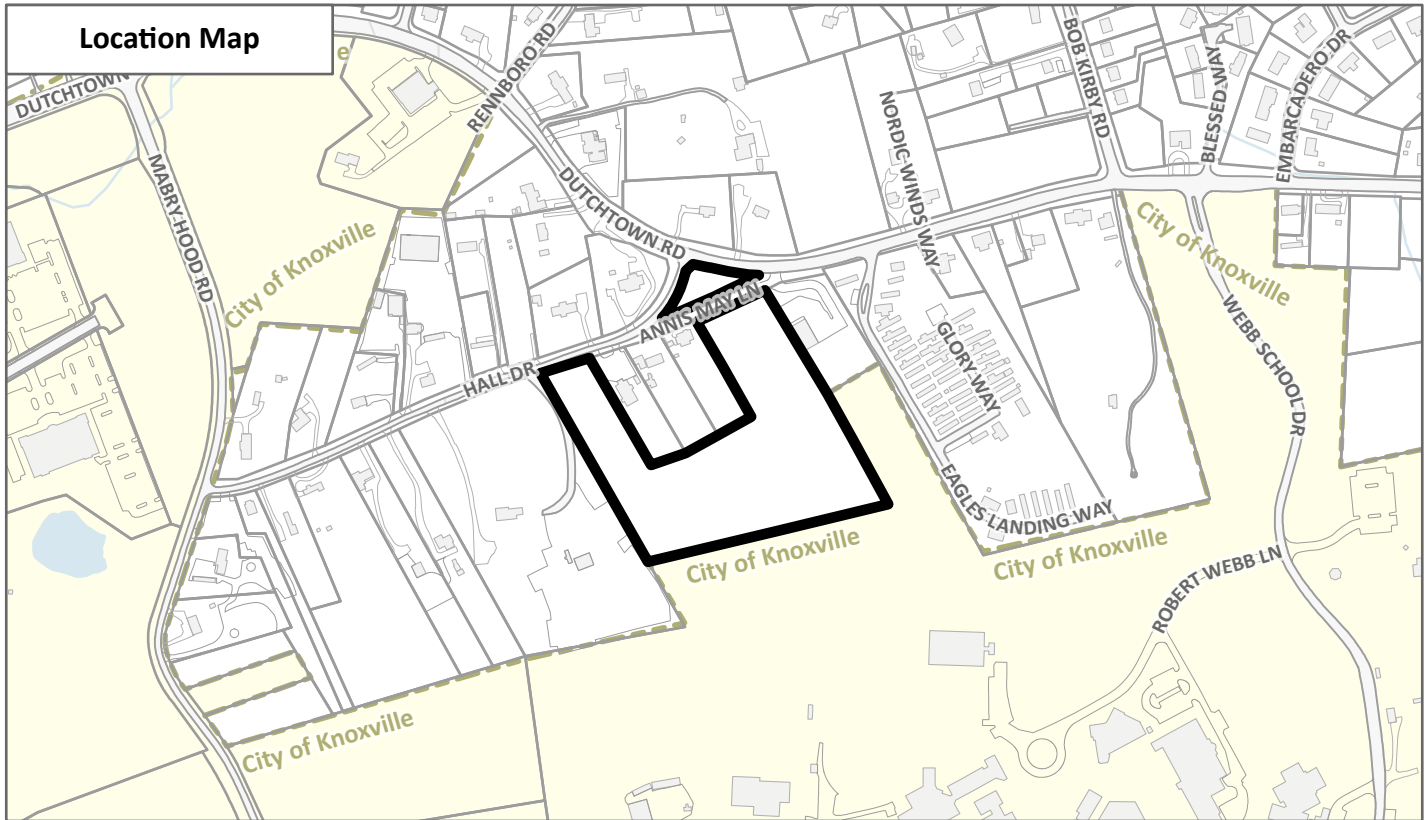 Location Map
e
DUTCHTOWN
RENNBORO RD
BOB KIRBY RD
BLESSED WAY
EMBARCADERO DR
NORDIC WINDS WAY
MABRY HOOD RD
DUTCHTOWN RD
City of Knoxville
City of Knoxville
WEBB SCHOOL DR
ANNIS MAY LN
HALL DR
GLORY WAY
EAGLES LANDING WAY
City of Knoxville
City of Knoxville
ROBERT WEBB LN
City of Knoxville